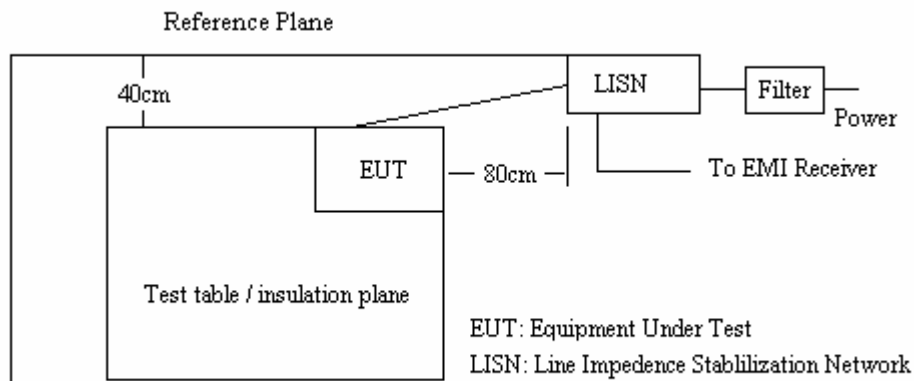 Reference Plane
40cm
LISN
Filter
Power
EUT
80cm
To EMI Receiver
Test table / insulation plane
EUT: Equipment Under Test
LISN: Line Impedence Stablilization Network